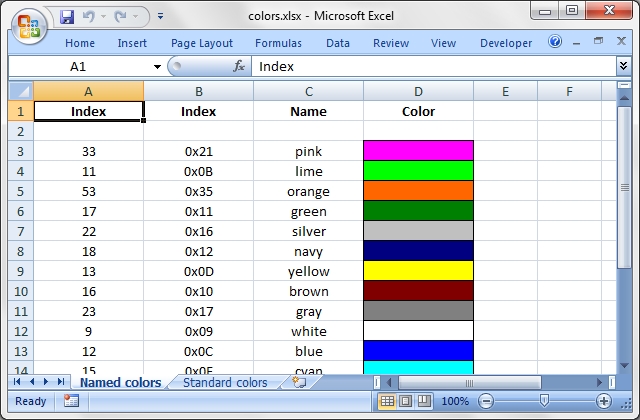 colors.xlsx - Microsoft Excel
Home Insert Page Layout Formulas Data Review View Developer
A1 fx Index
A B C D E F
1 Index Index Name Color
2
3 33 0x21 pink
4 11 0x0B lime
5 53 0x35 orange
6 17 0x11 green
7 22 0x16 silver
8 18 0x12 navy
9 13 0x0D yellow
10 16 0x10 brown
11 23 0x17 gray
12 9 0x09 white
13 12 0x0C blue
14 15 0x0F cyan
Named colors Standard colors
Ready 100%